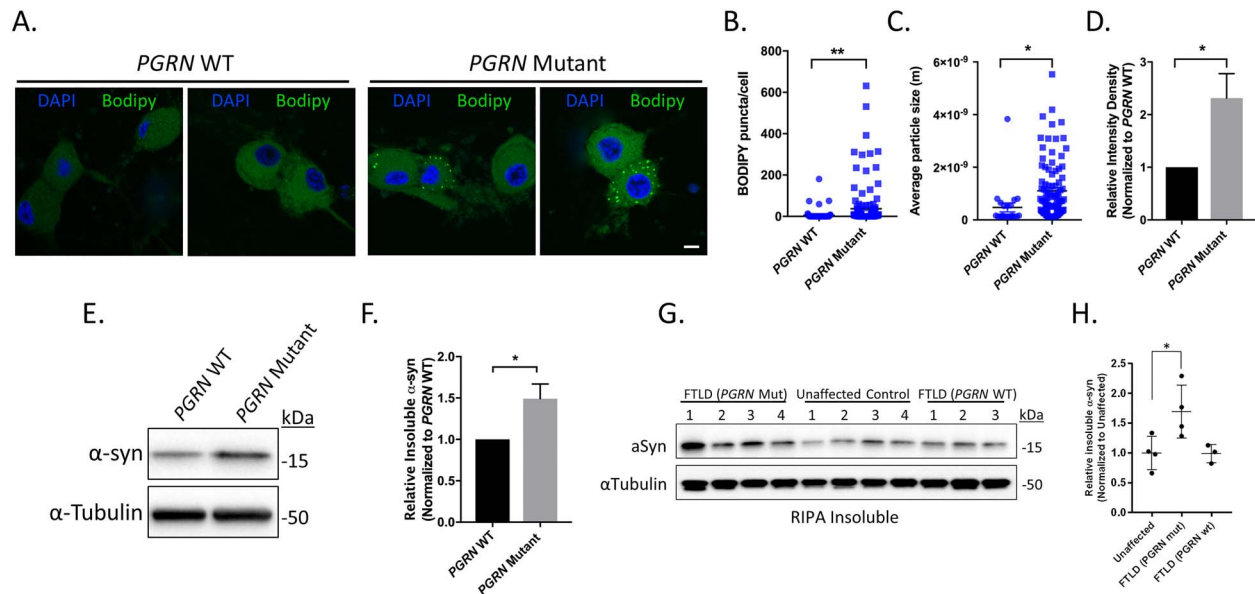 A.
PGRN WT
PGRN Mutant
DAPI Bodipy
DAPI Bodipy
DAPI Bodipy
DAPI Bodipy
B.
BODIPY puncta/cell
800
600
400
200
0
**
PGRN WT
PGRN Mutant
C.
Average particle size (m)
6×10-9
4×10-9
2×10-9
0
*
PGRN WT
PGRN Mutant
D.
Relative Intensity Density
(Normalized to PGRN WT)
3
2
1
0
*
PGRN WT
PGRN Mutant
E.
PGRN WT
PGRN Mutant
kDa
α-syn
-15
α-Tubulin
-50
F.
Relative Insoluble α-syn
(Normalized to PGRN WT)
2.0
1.5
1.0
0.5
0.0
*
PGRN WT
PGRN Mutant
G.
FTLD (PGRN Mut) Unaffected Control FTLD (PGRN WT)
1 2 3 4 1 2 3 4 1 2 3 kDa
aSyn
-15
αTubulin
-50
RIPA Insoluble
H.
Relative insoluble α-syn
(Normalized to Unaffected)
2.5
2.0
1.5
1.0
0.5
0.0
*
Unaffected
FTLD (PGRN mut)
FTLD (PGRN wt)